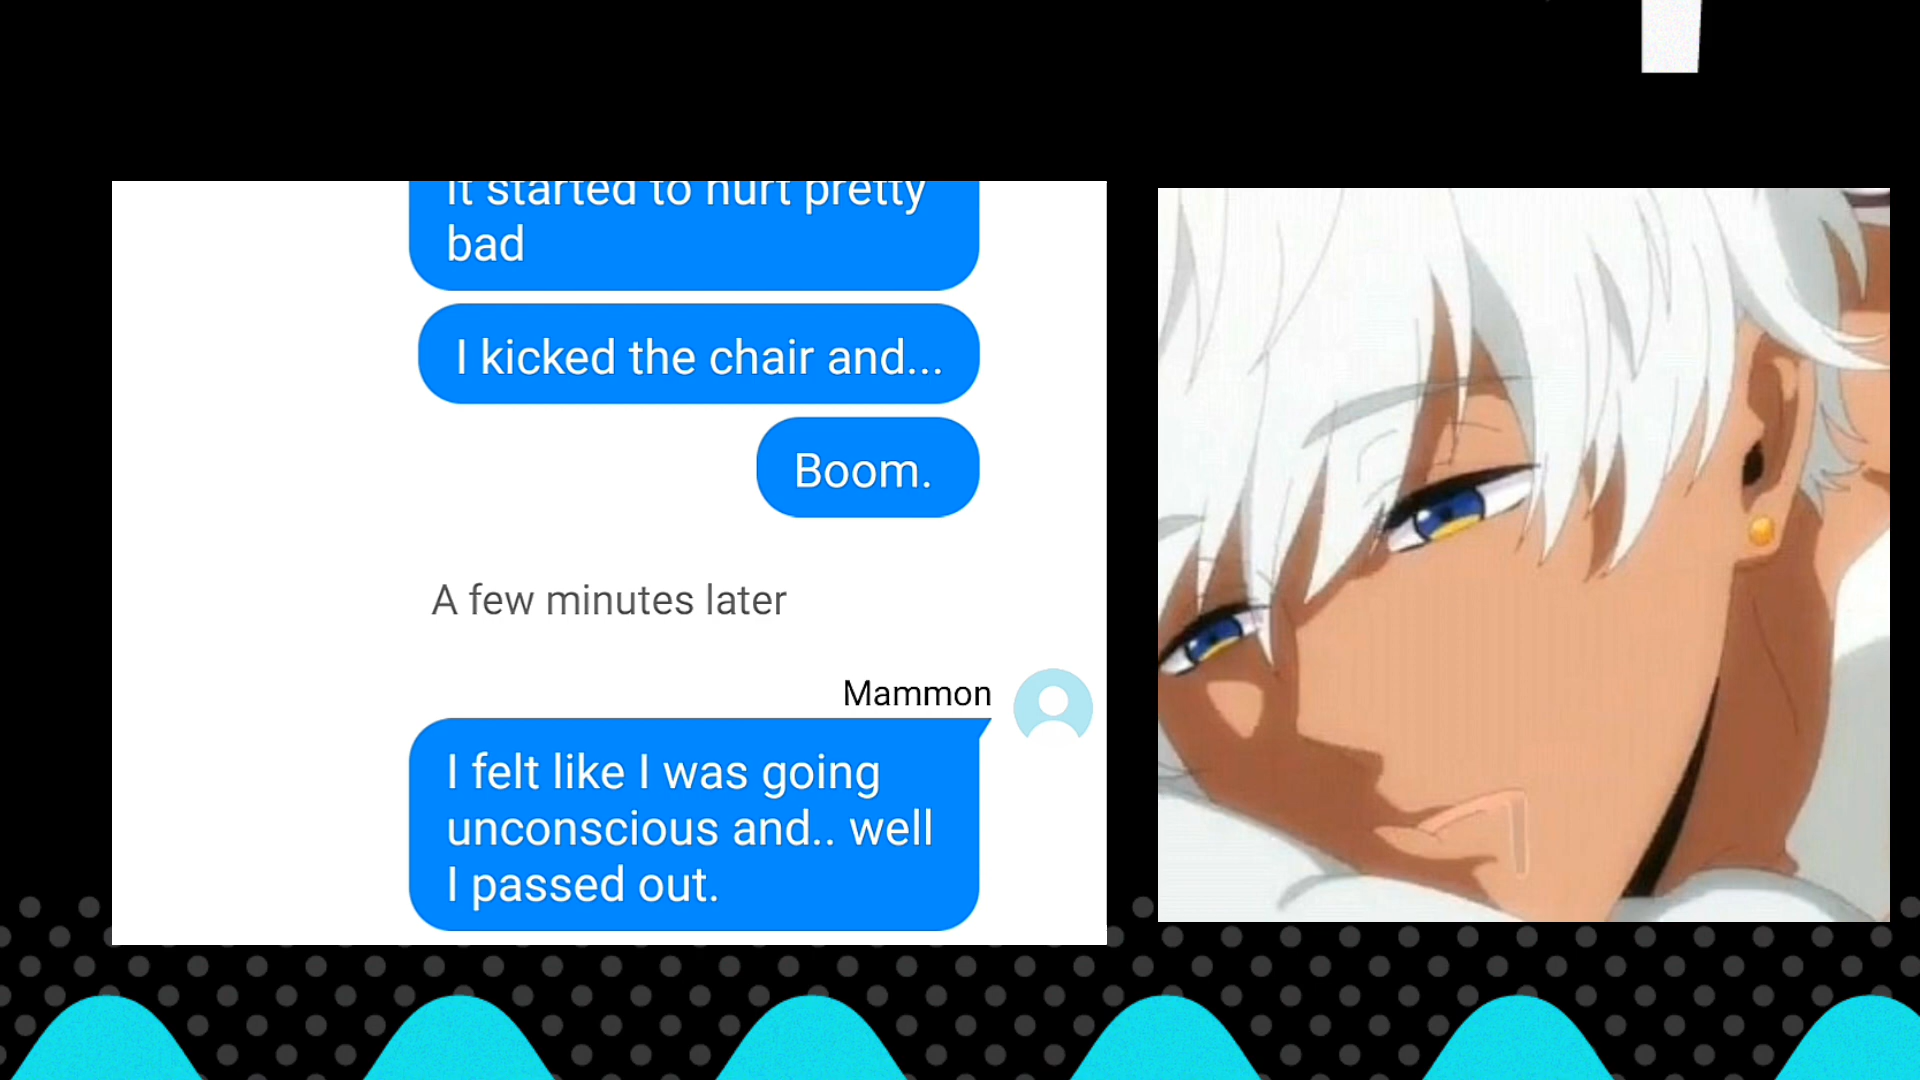 It started to hurt pretty
bad
I kicked the chair and...
Boom.
A few minutes later
Mammon
I felt like I was going
unconscious and.. well
I passed out.